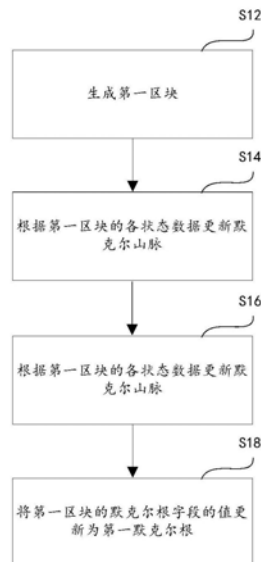 S12
生成第一区块
S14
根据第一区块的各状态数据更新默
克尔山脉
S16
根据第一区块的各状态数据更新默
克尔山脉
S18
将第一区块的默克尔根字段的值更
新为第一默克尔根